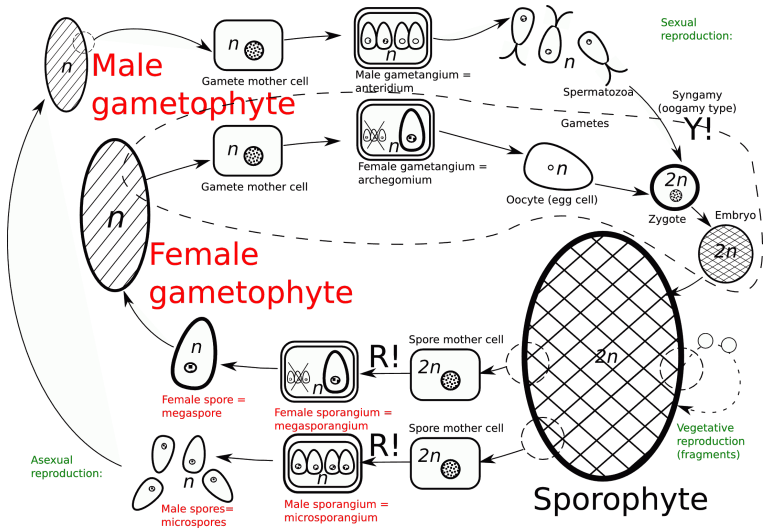 Sexual
reproduction:
n
Male
gametophyte
n
Gamete mother cell
n
Male gametangium =
anteridium
n
Spermatozoa
Syngamy
(oogamy type)
Y!
Gametes
n
Female
gametophyte
n
Gamete mother cell
n
Female gametangium =
archegomium
n
Oocyte (egg cell)
2n
Zygote
Embryo
2n
2n
Sporophyte
Spore mother cell
2n
R!
n
Female sporangium =
megasporangium
n
Female spore =
megaspore
Spore mother cell
2n
R!
n
Male sporangium =
microsporangium
n
Male spores=
microspores
Asexual
reproduction:
Vegetative
reproduction
(fragments)